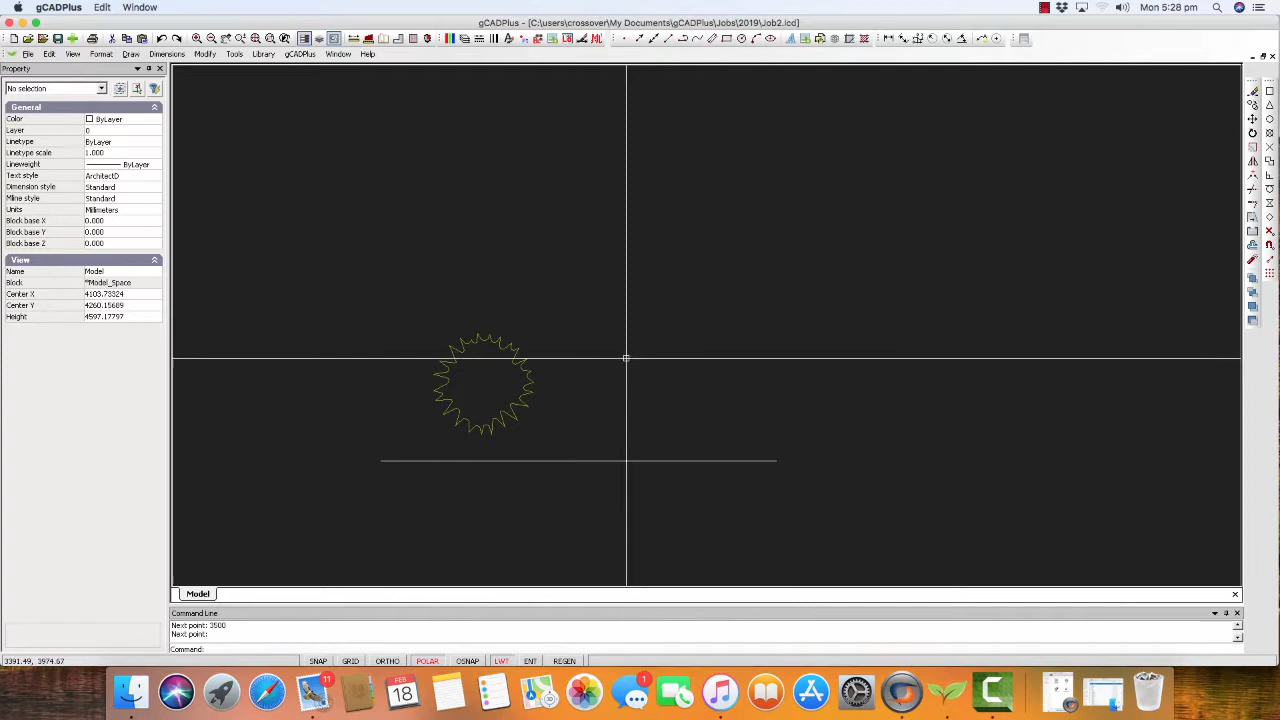 gCADPlus Edit Window Mon 5:28 pm
gCADPlus - [C:\users\crossover\My Documents\gCADPlus\Jobs\2019\Job2.lcd]
File Edit View Insert Format Draw Dimensions Modify Tools Library gCADPlus Window Help
Property
No selection
General
Color ByLayer
Layer 0
Linetype ByLayer
Linetype scale 1.000
Lineweight ByLayer
Text style ArchitectD
Dimension style Standard
Mline style Standard
Units Millimeters
Block base X 0.000
Block base Y 0.000
Block base Z 0.000
View
Name Model
Block *Model_Space
Center X 4103.73324
Center Y 4260.15689
Height 4597.17797
Model
Command Line
Next point: 3500
Next point:
Command:
3391.49, 3974.67 SNAP GRID ORTHO POLAR OSNAP LWT ENT REGEN
11
FEB
18
1